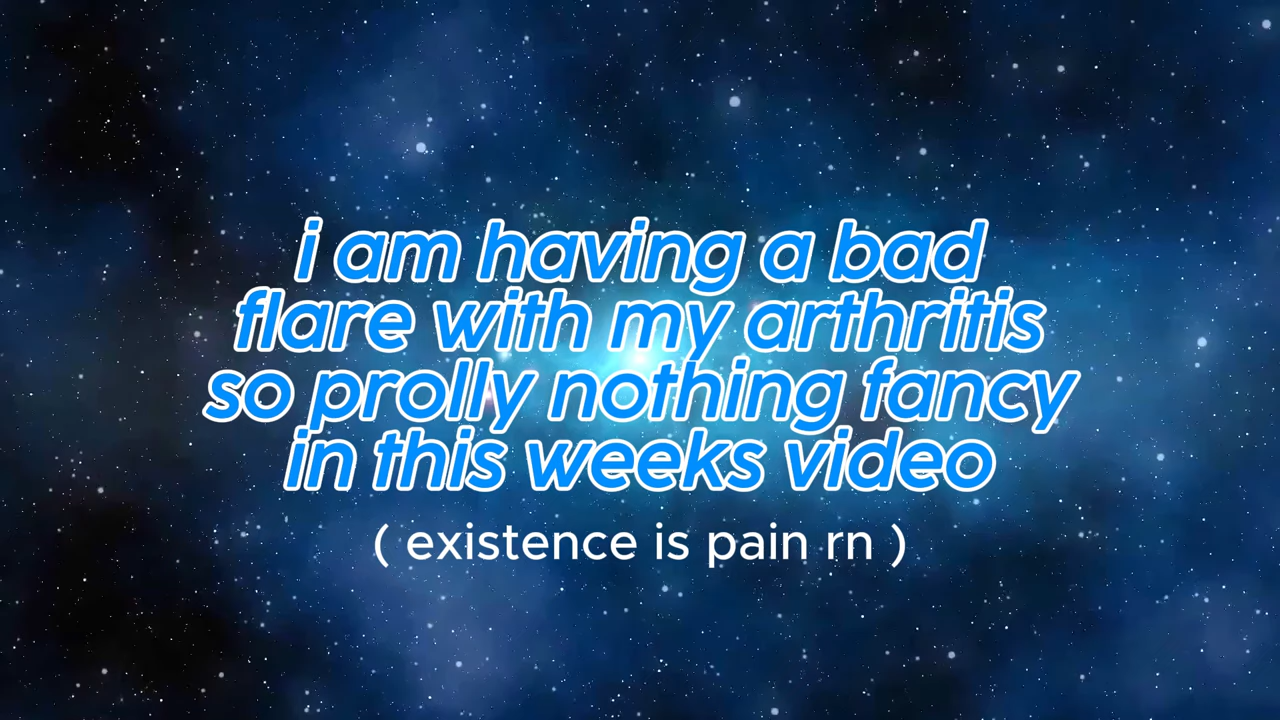 i am having a bad
flare with my arthritis
so prolly nothing fancy
in this weeks video
( existence is pain rn )